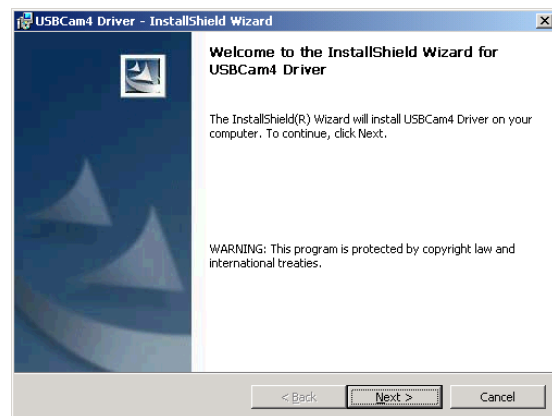 USBCam4 Driver - InstallShield Wizard
Welcome to the InstallShield Wizard for
USBCam4 Driver
The InstallShield(R) Wizard will install USBCam4 Driver on your
computer. To continue, click Next.
WARNING: This program is protected by copyright law and
international treaties.
< Back Next > Cancel